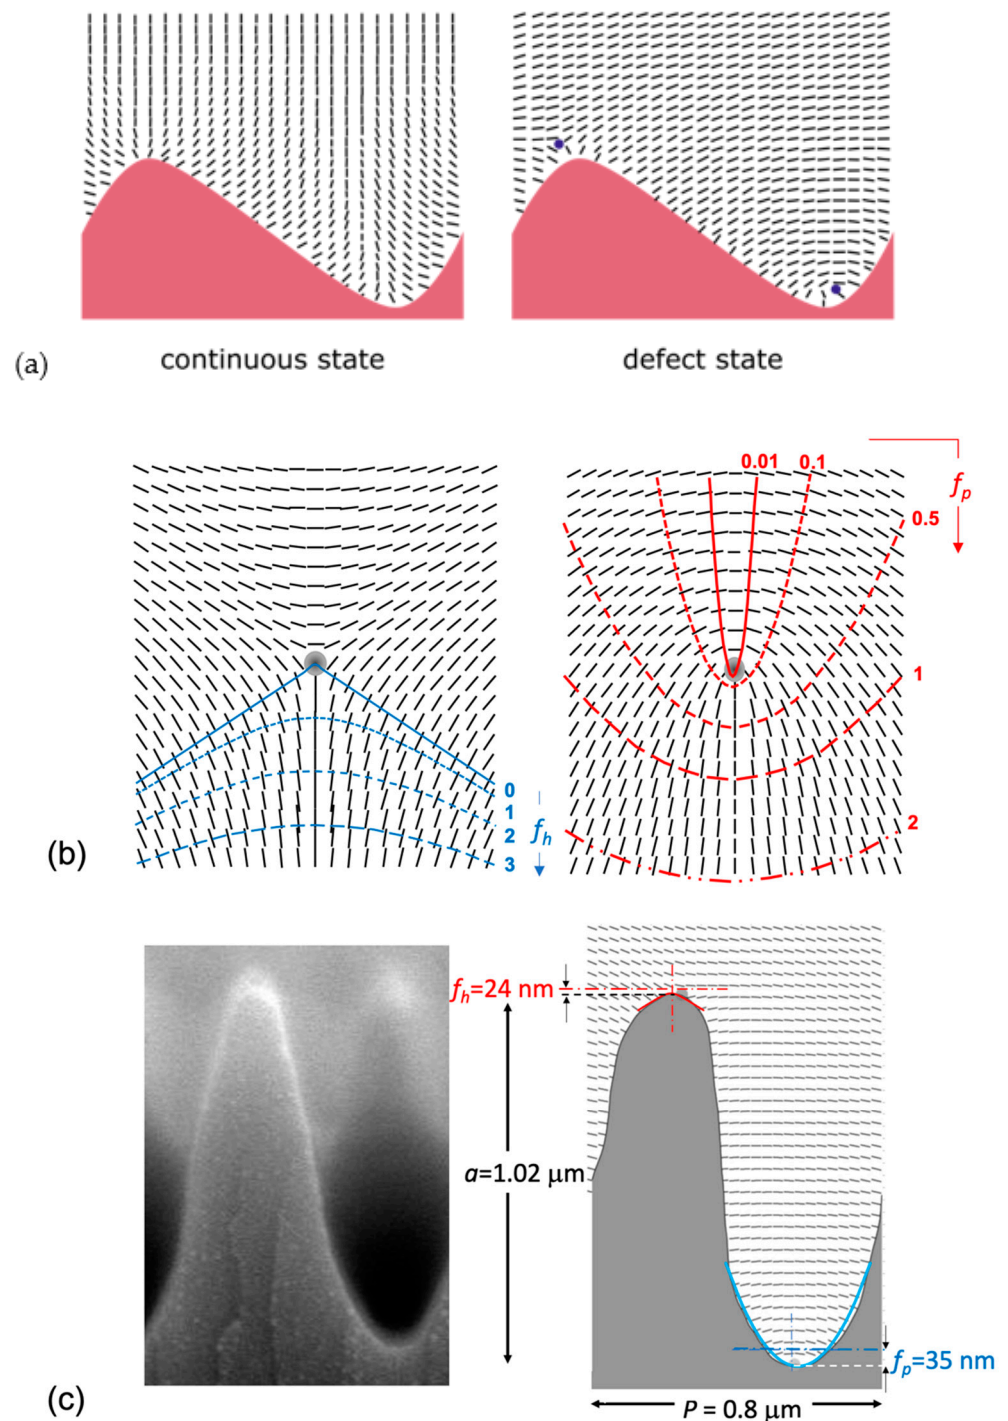 (a)
continuous state
defect state
(b)
0
1
2
3
f_h
0.01
0.1
f_p
0.5
1
2
(c)
f_h=24 nm
a=1.02 μm
f_p=35 nm
P = 0.8 μm